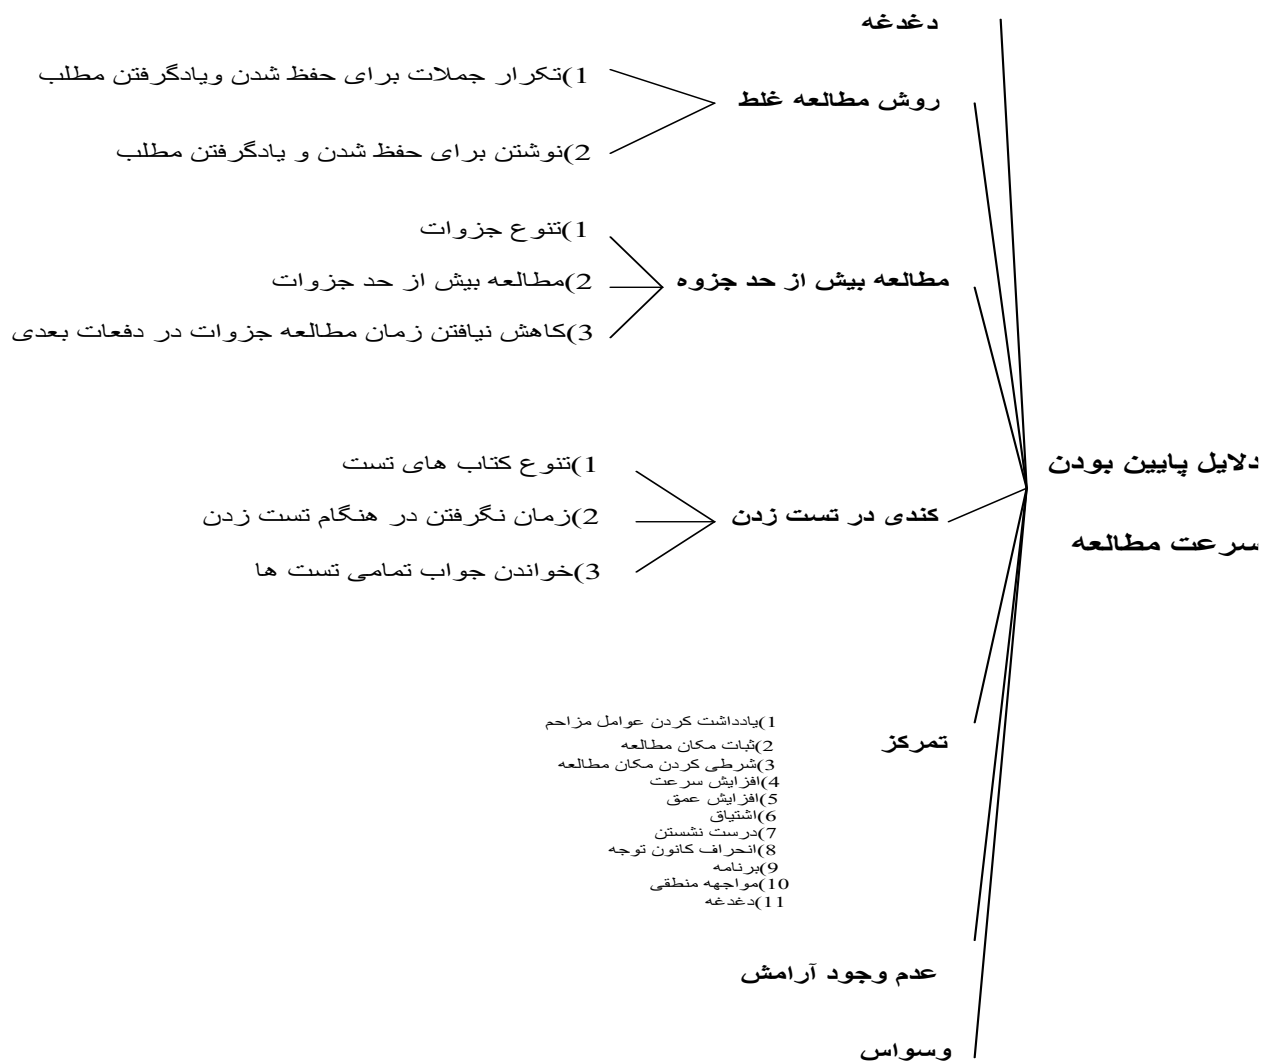 دغدغه
روش مطالعه غلط
1)تکرار جملات برای حفظ شدن ویادگرفتن مطلب
2)نوشتن برای حفظ شدن و یادگرفتن مطلب
مطالعه بیش از حد جزوه
1)تنوع جزوات
2)مطالعه بیش از حد جزوات
3)کاهش نیافتن زمان مطالعه جزوات در دفعات بعدی
دلایل پایین بودن
سرعت مطالعه
کندی در تست زدن
1)تنوع کتاب های تست
2)زمان نگرفتن در هنگام تست زدن
3)خواندن جواب تمامی تست ها
تمرکز
1)یادداشت کردن عوامل مزاحم
2)ثبات مکان مطالعه
3)شرطی کردن مکان مطالعه
4)افزایش سرعت
5)افزایش عمق
6)اشتیاق
7)درست نشستن
8)انحراف کانون توجه
9)برنامه
10)مواجهه منطقی
11)دغدغه
عدم وجود آرامش
وسواس